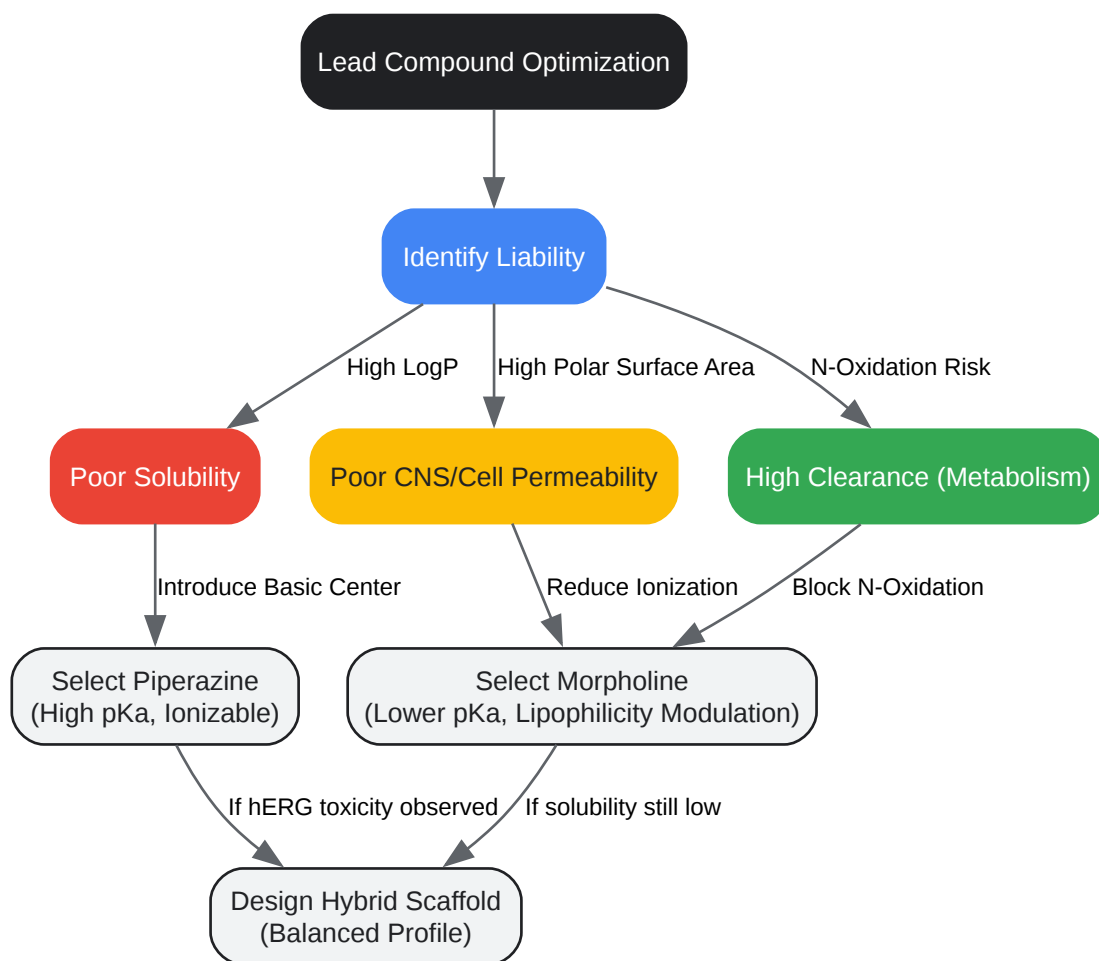 Lead Compound Optimization
Identify Liability
High LogP
High Polar Surface Area
N-Oxidation Risk
Poor Solubility
Poor CNS/Cell Permeability
High Clearance (Metabolism)
Introduce Basic Center
Reduce Ionization
Block N-Oxidation
Select Piperazine
(High pKa, Ionizable)
Select Morpholine
(Lower pKa, Lipophilicity Modulation)
If hERG toxicity observed
If solubility still low
Design Hybrid Scaffold
(Balanced Profile)